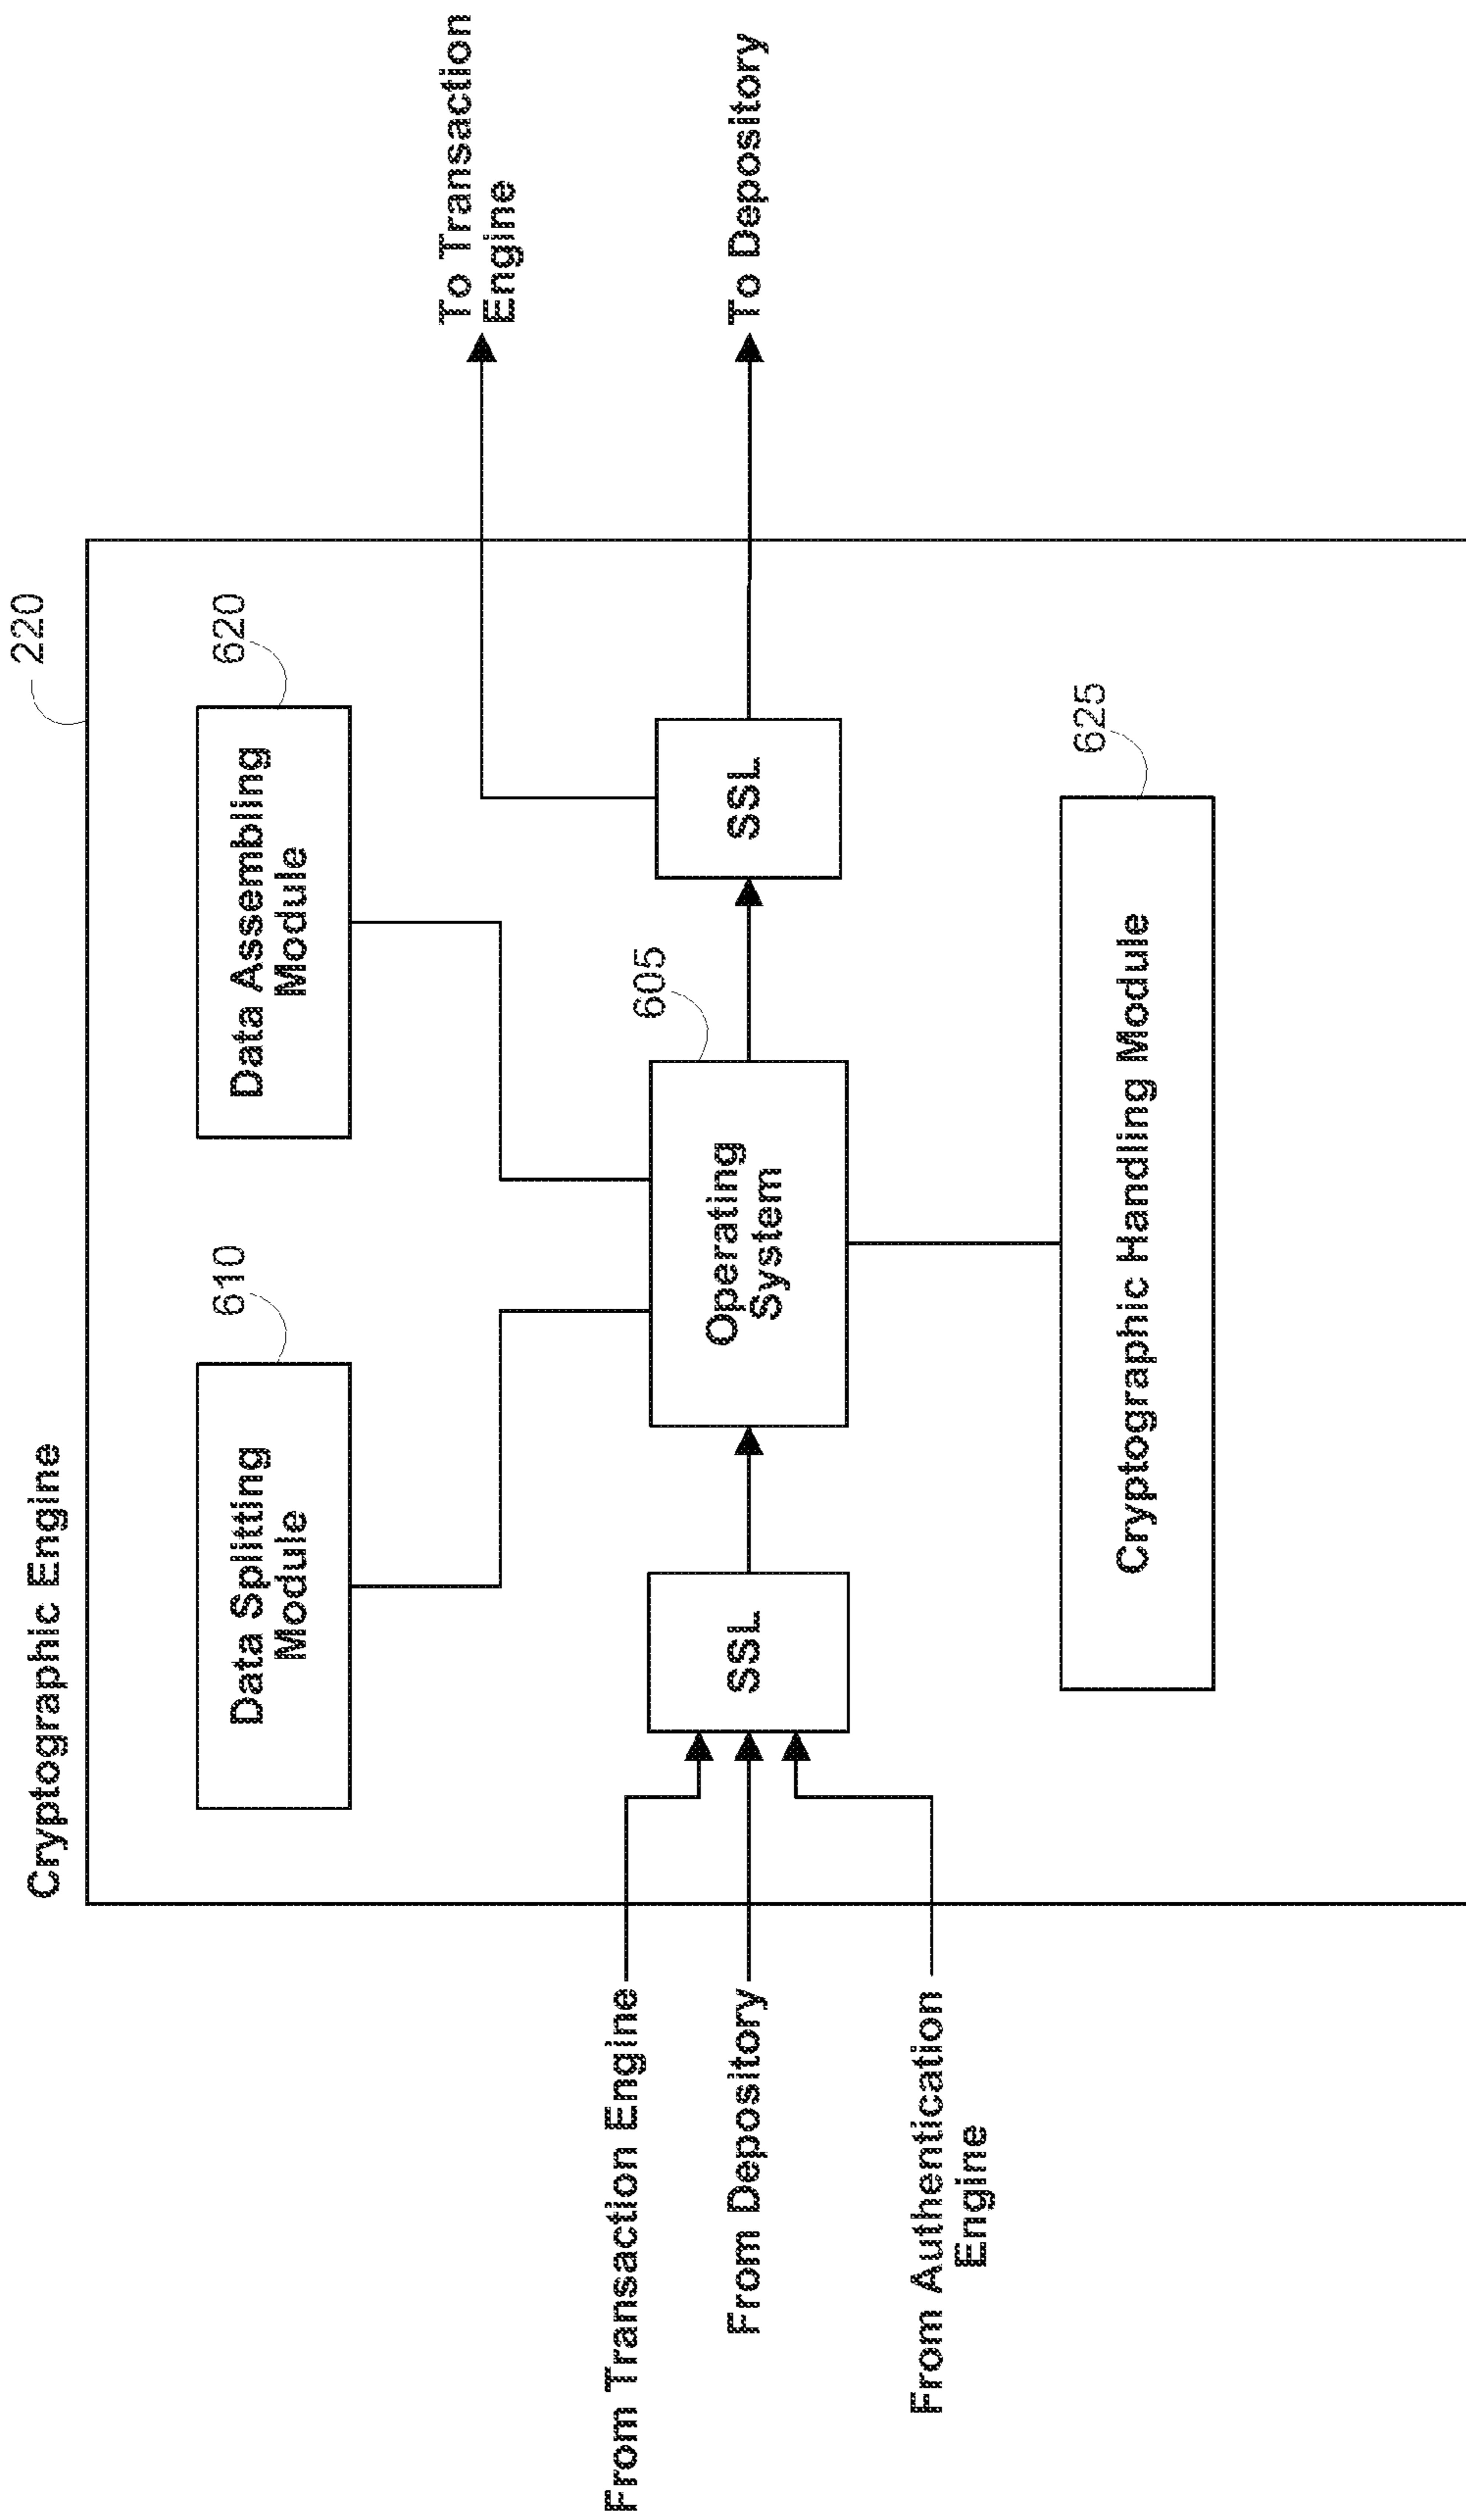 Cryptographic Engine
220
Data Splitting
Module
610
Data Assembling
Module
620
From Transaction Engine
From Depository
From Authentication
Engine
SSL
Operating
System
605
SSL
To Transaction
Engine
To Depository
Cryptographic Handling Module
625